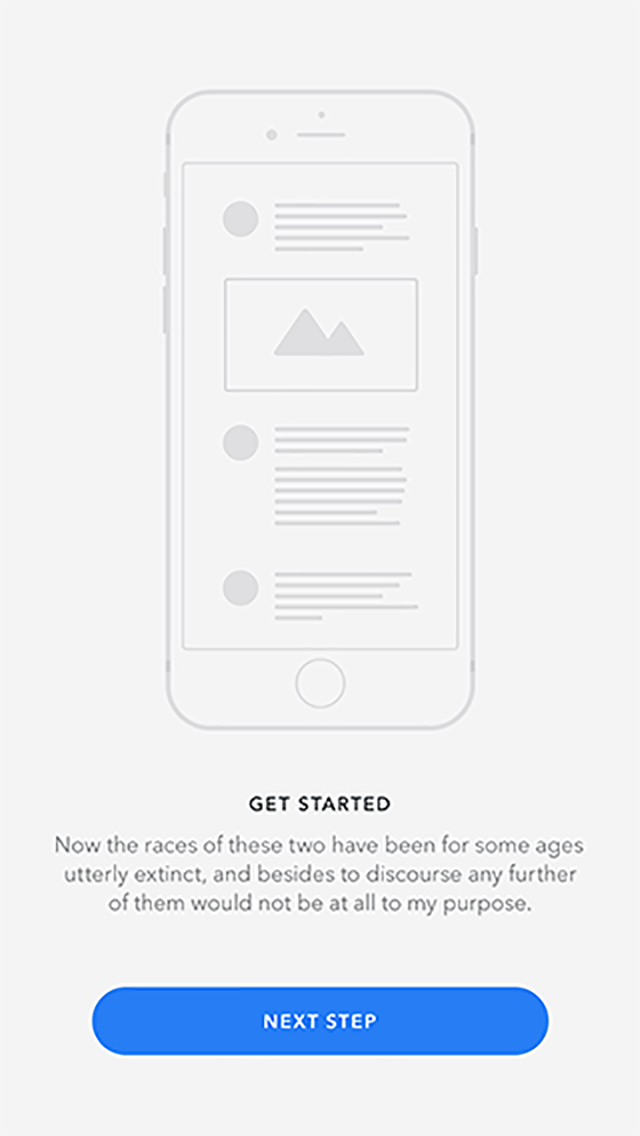 GET STARTED
Now the races of these two have been for some ages
utterly extinct, and besides to discourse any further
of them would not be at all to my purpose.
NEXT STEP